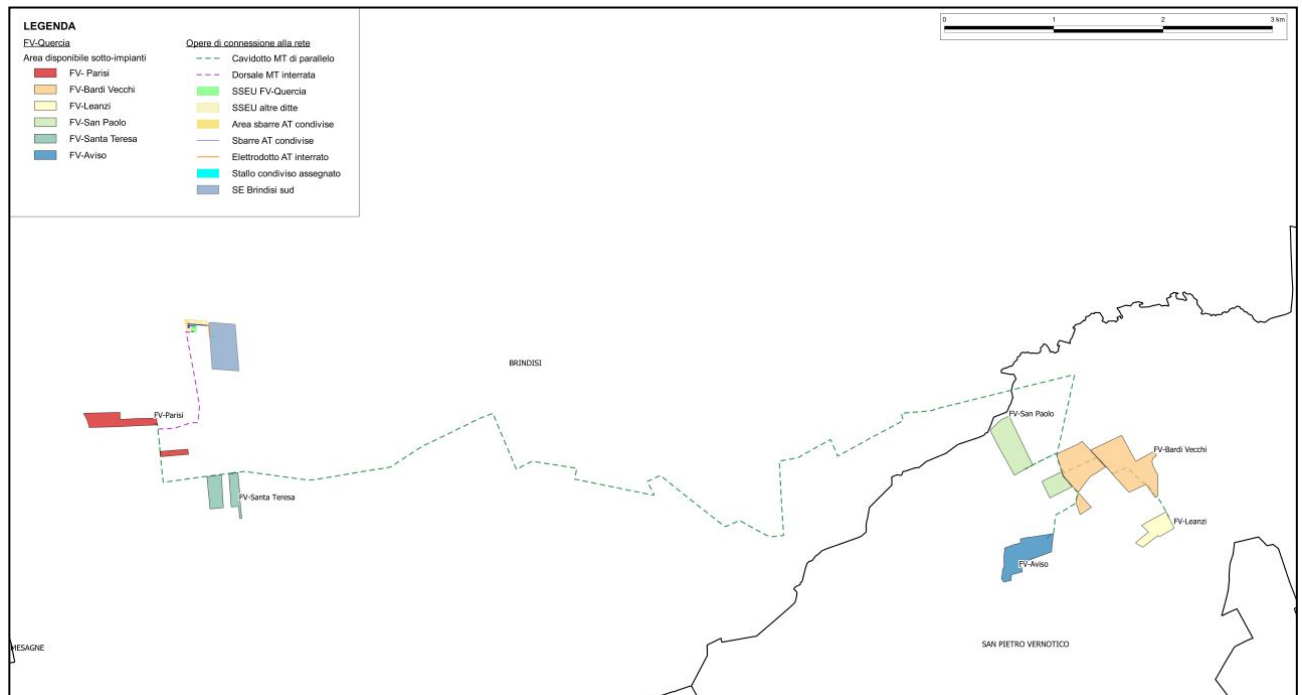 LEGENDA
FV-Quercia
Area disponibile sotto-impianti
FV- Parisi
FV-Bardi Vecchi
FV-Leanzi
FV-San Paolo
FV-Santa Teresa
FV-Aviso
Opere di connessione alla rete
Cavidotto MT di parallelo
Dorsale MT interrata
SSEU FV-Quercia
SSEU altre ditte
Area sbarre AT condivise
Sbarre AT condivise
Elettrodotto AT interrato
Stallo condiviso assegnato
SE Brindisi sud
0 1 2 3 km
BRINDISI
FV-Parisi
FV-San Paolo
FV-Bardi Vecchi
FV-Santa Teresa
FV-Leanzi
FV-Aviso
MESAGNE
SAN PIETRO VERNOTICO